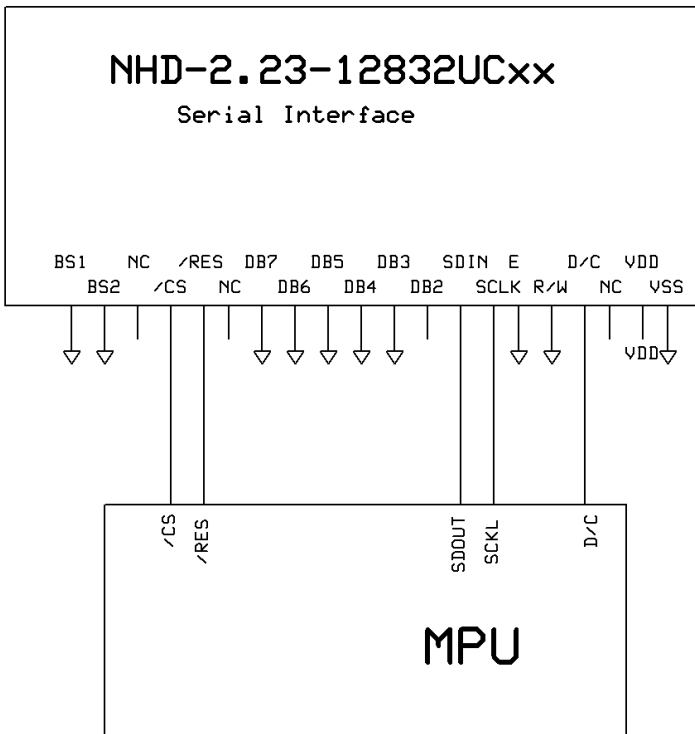 NHD-2.23-12832UCxx
Serial Interface
BS1 NC /RES DB7 DB5 DB3 SDIN E D/C VDD
BS2 /CS NC DB6 DB4 DB2 SCLK R/W NC VSS
VDD
/CS /RES SDOUT SCKL D/C
MPU